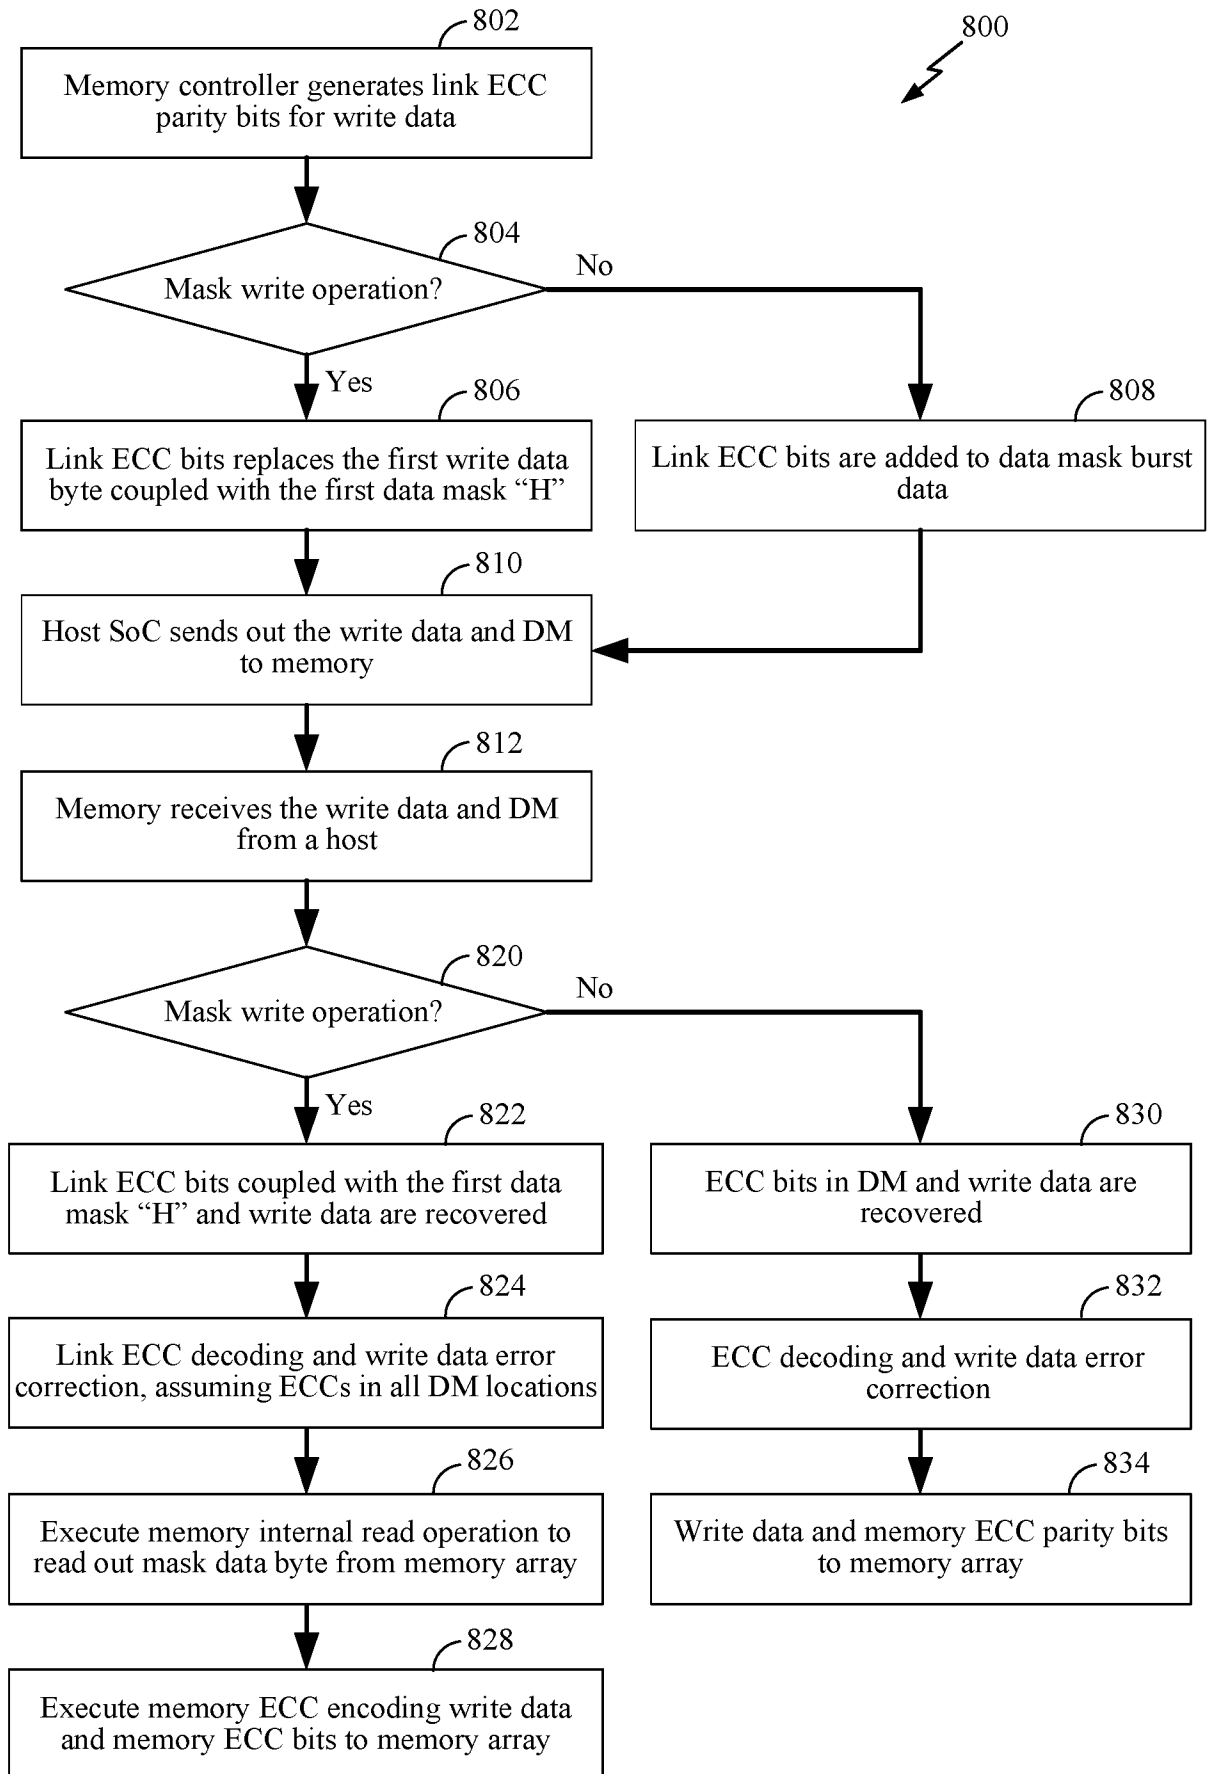 802
800
Memory controller generates link ECC
parity bits for write data
804
Mask write operation?
No
Yes
806
808
Link ECC bits replaces the first write data
byte coupled with the first data mask “H”
Link ECC bits are added to data mask burst
data
810
Host SoC sends out the write data and DM
to memory
812
Memory receives the write data and DM
from a host
820
Mask write operation?
No
Yes
822
830
Link ECC bits coupled with the first data
mask “H” and write data are recovered
ECC bits in DM and write data are
recovered
824
832
Link ECC decoding and write data error
correction, assuming ECCs in all DM locations
ECC decoding and write data error
correction
826
834
Execute memory internal read operation to
read out mask data byte from memory array
Write data and memory ECC parity bits
to memory array
828
Execute memory ECC encoding write data
and memory ECC bits to memory array